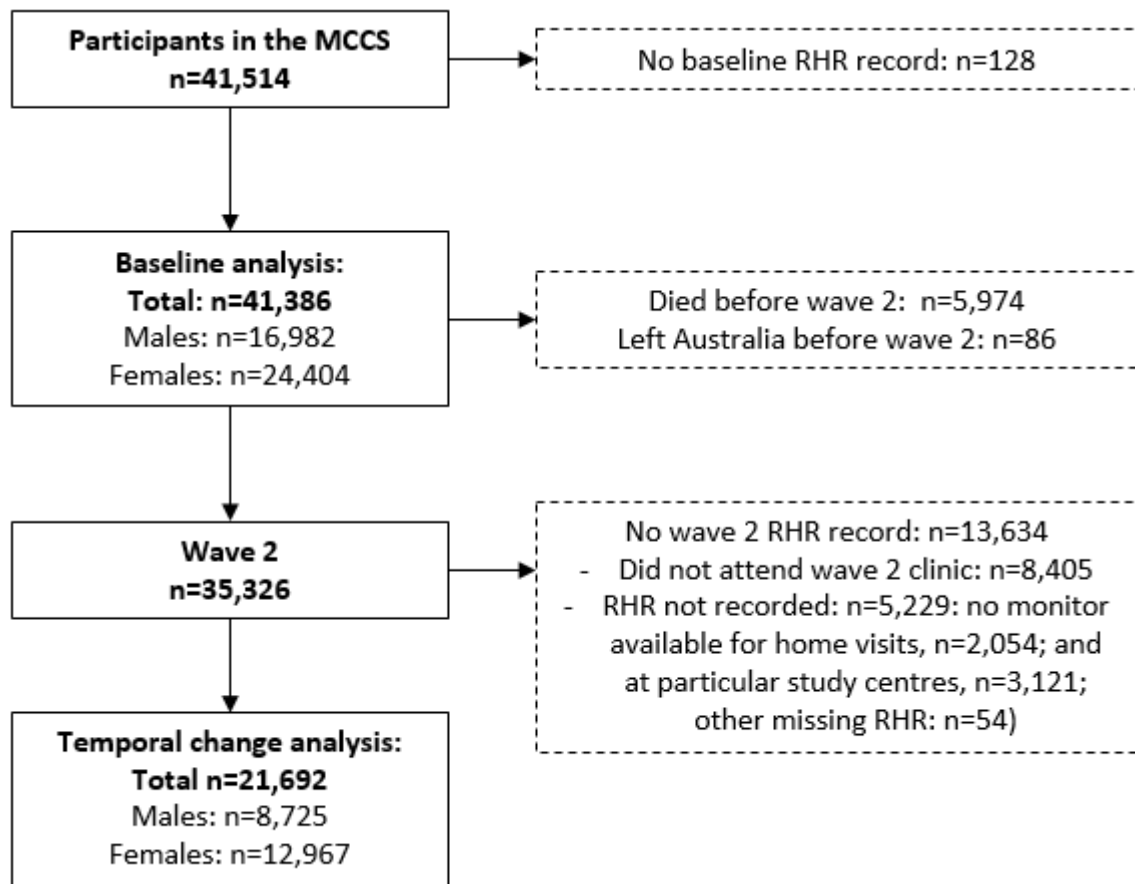 Participants in the MCCS
n=41,514
No baseline RHR record: n=128
Baseline analysis:
Total: n=41,386
Males: n=16,982
Females: n=24,404
Died before wave 2:  n=5,974
Left Australia before wave 2: n=86
Wave 2
n=35,326
No wave 2 RHR record: n=13,634
- Did not attend wave 2 clinic: n=8,405
- RHR not recorded: n=5,229: no monitor
available for home visits, n=2,054; and
at particular study centres, n=3,121;
other missing RHR: n=54)
Temporal change analysis:
Total n=21,692
Males: n=8,725
Females: n=12,967